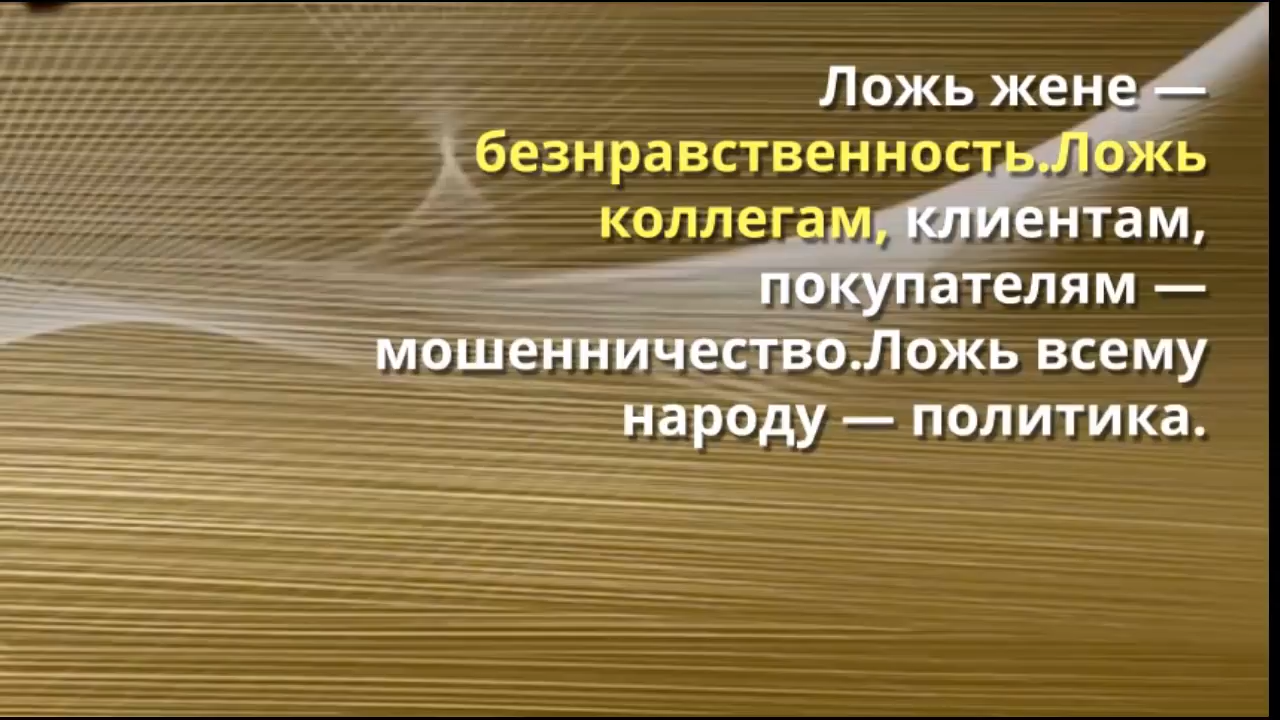 Ложь жене —
безнравственность.Ложь
коллегам, клиентам,
покупателям —
мошенничество.Ложь всему
народу — политика.